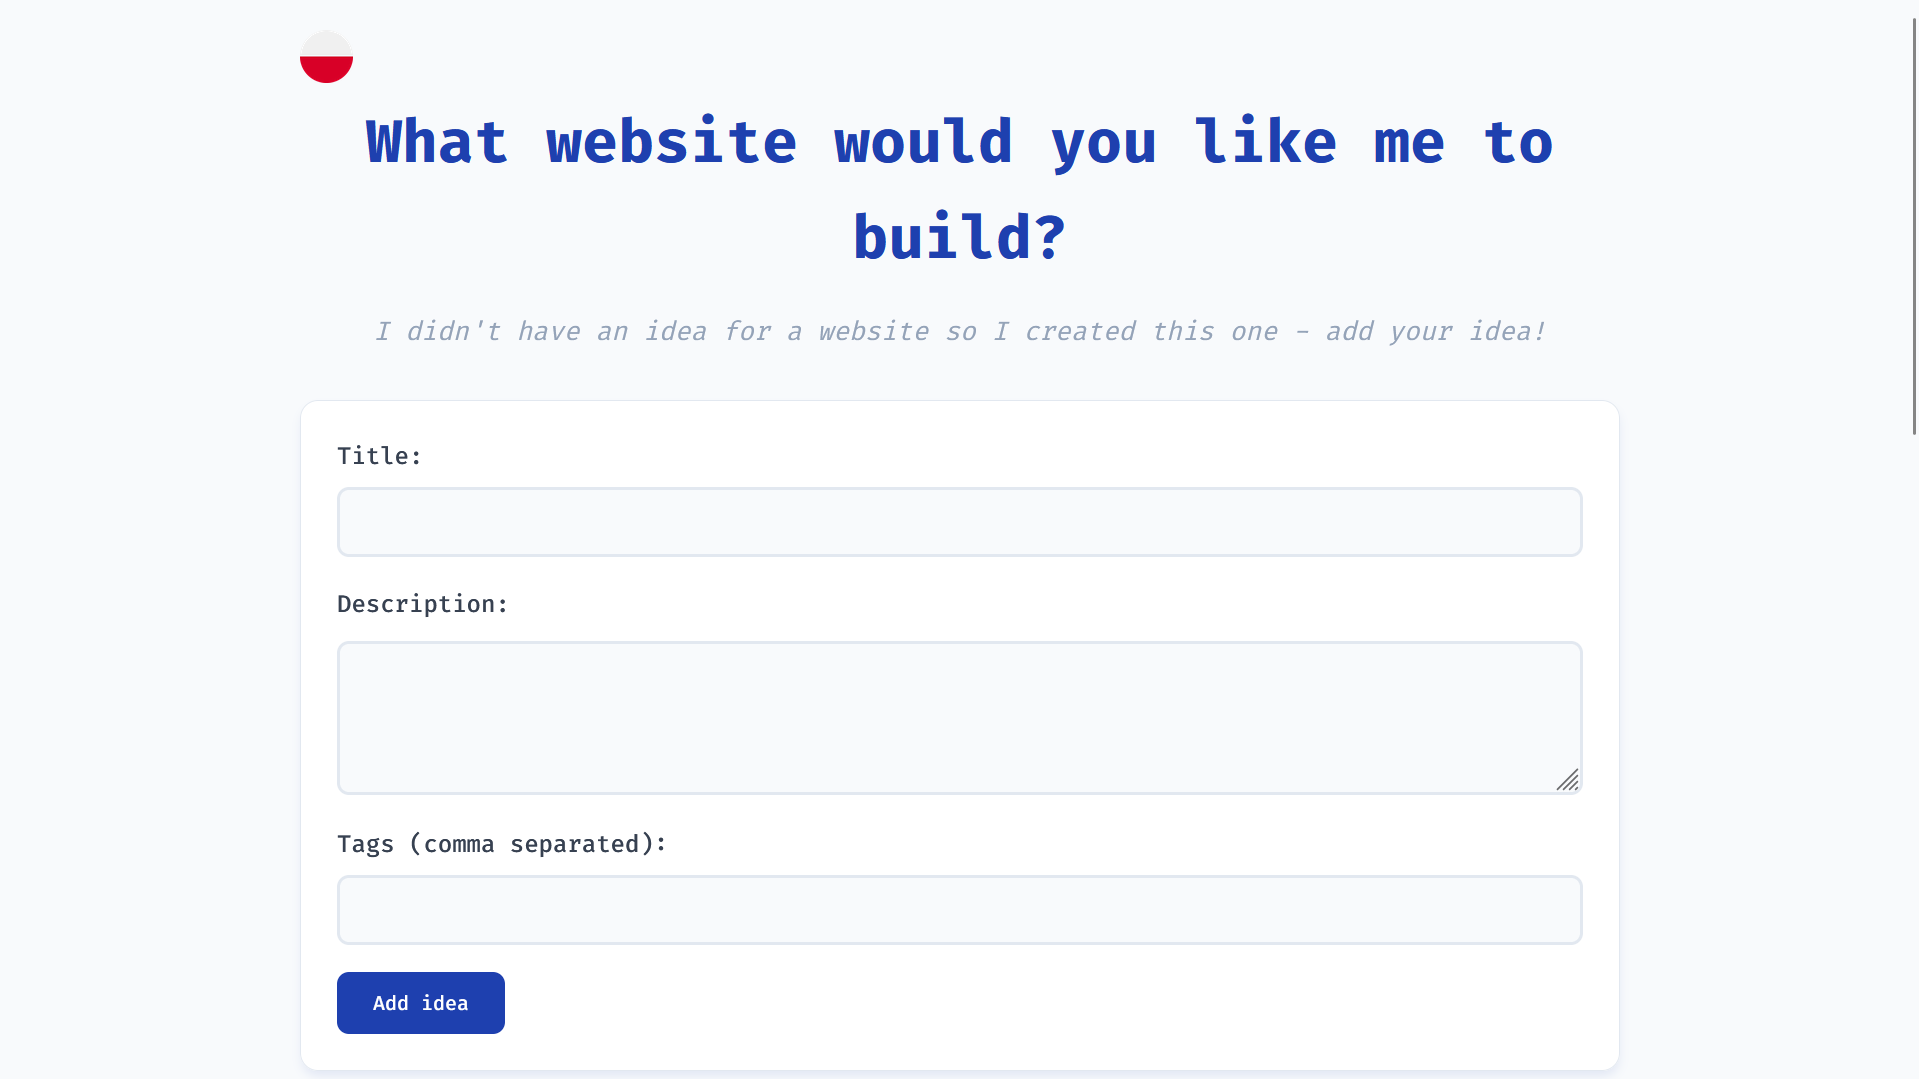 What website would you like me to
build?
I didn't have an idea for a website so I created this one – add your idea!
Title:
Description:
Tags (comma separated):
Add idea